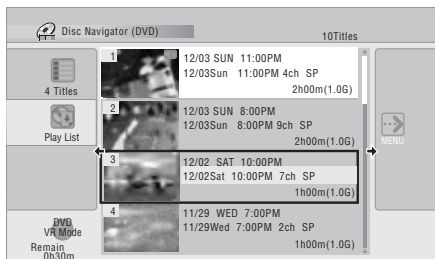 Disc Navigator (DVD)
10Titles
4 Titles
Play List
DVD
VR Mode
Remain
0h30m
1
12/03 SUN 11:00PM
12/03Sun 11:00PM 4ch SP
2h00m(1.0G)
2
12/03 SUN 8:00PM
12/03Sun 8:00PM 9ch SP
2h00m(1.0G)
3
12/02 SAT 10:00PM
12/02Sat 10:00PM 7ch SP
1h00m(1.0G)
4
11/29 WED 7:00PM
11/29Wed 7:00PM 2ch SP
1h00m(1.0G)
MENU